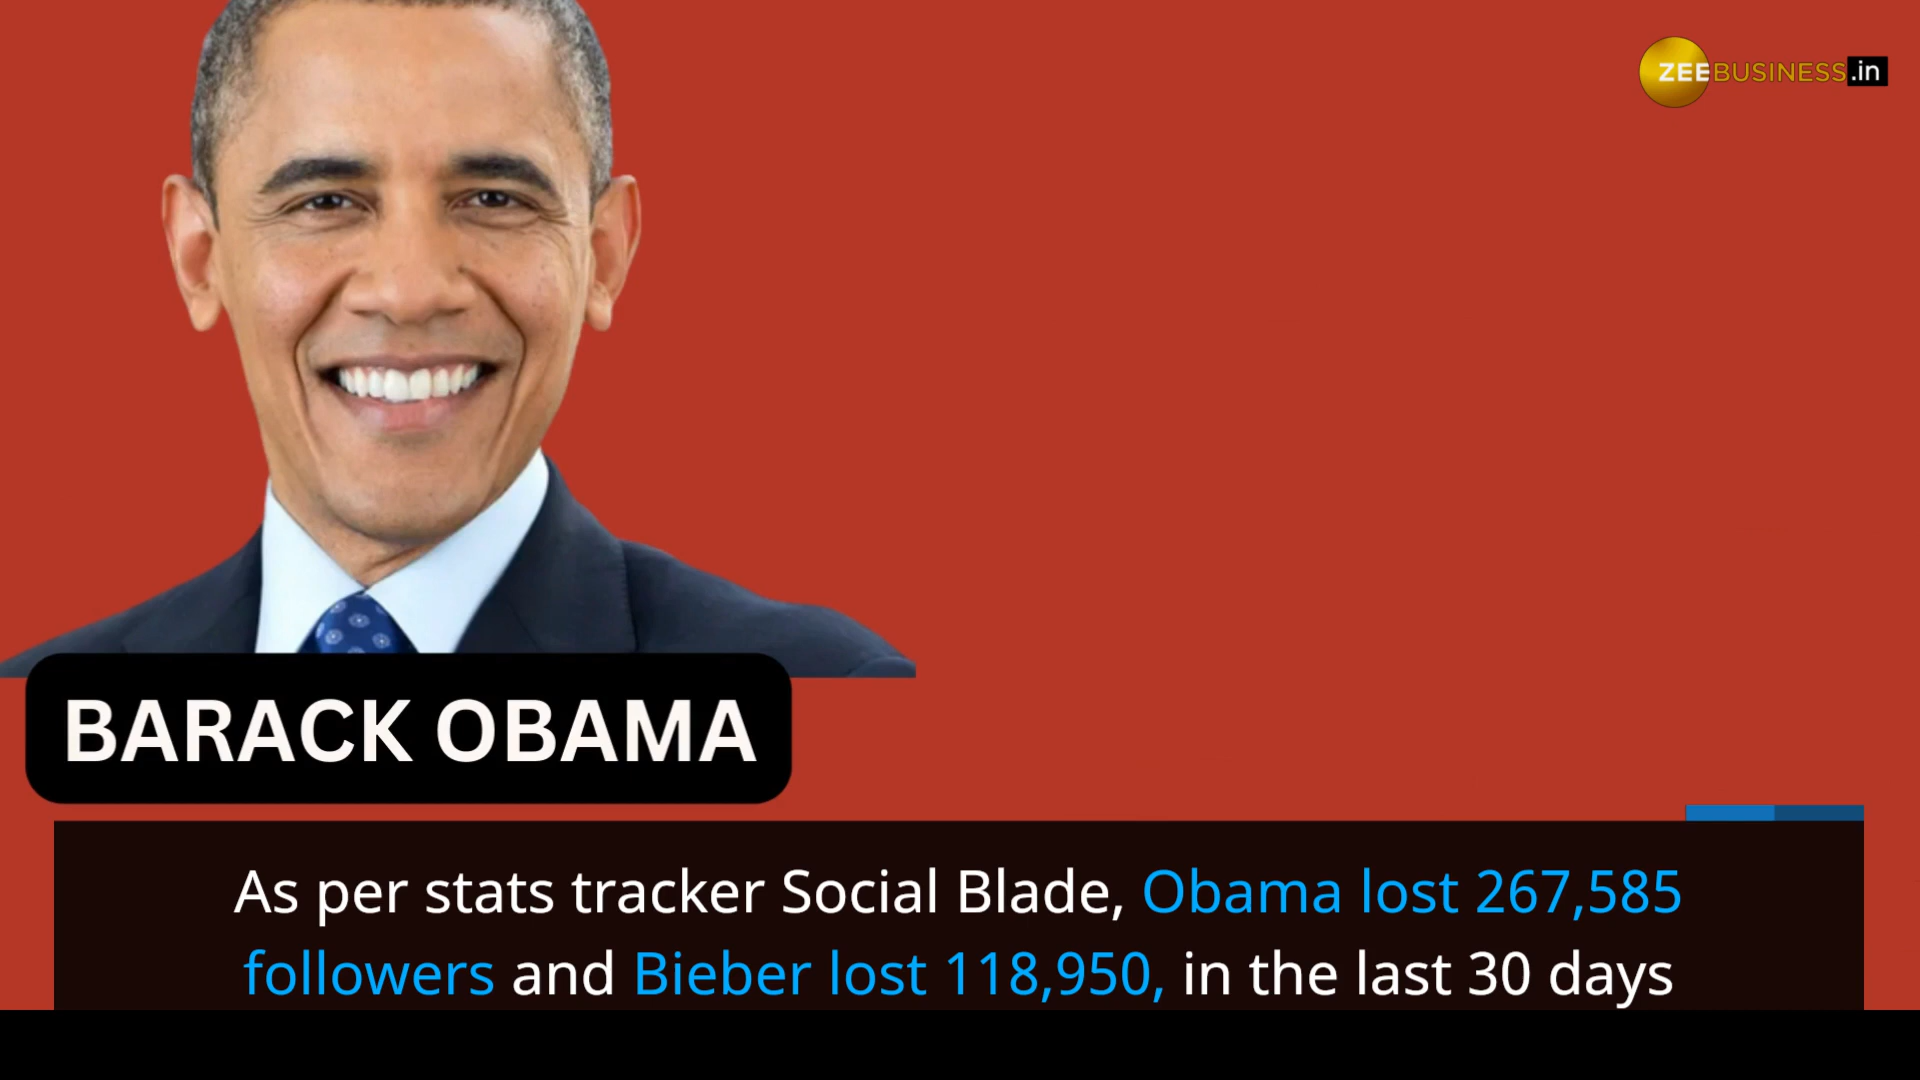 ZEEBUSINESS.in
BARACK OBAMA
As per stats tracker Social Blade, Obama lost 267,585
followers and Bieber lost 118,950, in the last 30 days